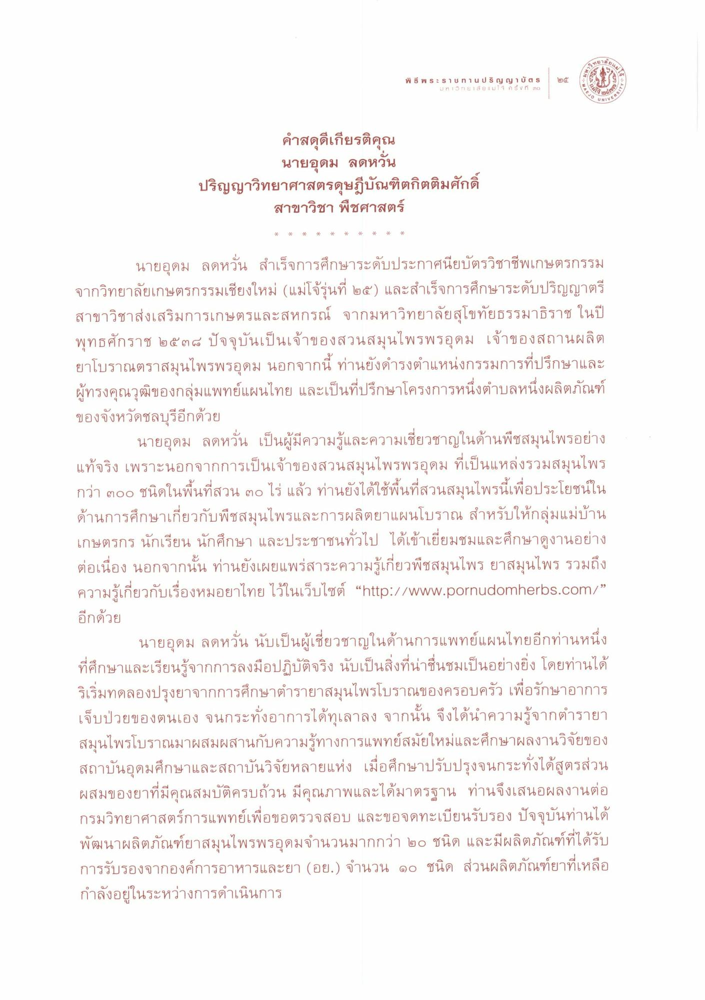 พิธีพระราชทานปริญญาบัตร
มหาวิทยาลัยแม่โจ้ ครั้งที่ ๓๐
๒๕
มหาวิทยาลัยแม่โจ้
แม่โจ้ ๒๔๗๗
MAEJO UNIVERSITY
คำสดุดีเกียรติคุณ
นายอุดม ลดหวั่น
ปริญญาวิทยาศาสตรดุษฎีบัณฑิตกิตติมศักดิ์
สาขาวิชา พืชศาสตร์
* * * * * * * * * *
นายอุดม ลดหวั่น สำเร็จการศึกษาระดับประกาศนียบัตรวิชาชีพเกษตรกรรม
จากวิทยาลัยเกษตรกรรมเชียงใหม่ (แม่โจ้รุ่นที่ ๒๕) และสำเร็จการศึกษาระดับปริญญาตรี
สาขาวิชาส่งเสริมการเกษตรและสหกรณ์ จากมหาวิทยาลัยสุโขทัยธรรมาธิราช ในปี
พุทธศักราช ๒๕๓๘ ปัจจุบันเป็นเจ้าของสวนสมุนไพรพรอุดม เจ้าของสถานผลิต
ยาโบราณตราสมุนไพรพรอุดม นอกจากนี้ ท่านยังดำรงตำแหน่งกรรมการที่ปรึกษาและ
ผู้ทรงคุณวุฒิของกลุ่มแพทย์แผนไทย และเป็นที่ปรึกษาโครงการหนึ่งตำบลหนึ่งผลิตภัณฑ์
ของจังหวัดชลบุรีอีกด้วย
นายอุดม ลดหวั่น เป็นผู้มีความรู้และความเชี่ยวชาญในด้านพืชสมุนไพรอย่าง
แท้จริง เพราะนอกจากการเป็นเจ้าของสวนสมุนไพรพรอุดม ที่เป็นแหล่งรวมสมุนไพร
กว่า ๓๐๐ ชนิดในพื้นที่สวน ๓๐ ไร่ แล้ว ท่านยังได้ใช้พื้นที่สวนสมุนไพรนี้เพื่อประโยชน์ใน
ด้านการศึกษาเกี่ยวกับพืชสมุนไพรและการผลิตยาแผนโบราณ สำหรับให้กลุ่มแม่บ้าน
เกษตรกร นักเรียน นักศึกษา และประชาชนทั่วไป ได้เข้าเยี่ยมชมและศึกษาดูงานอย่าง
ต่อเนื่อง นอกจากนั้น ท่านยังเผยแพร่สาระความรู้เกี่ยวพืชสมุนไพร ยาสมุนไพร รวมถึง
ความรู้เกี่ยวกับเรื่องหมอยาไทย ไว้ในเว็บไซต์ “http://www.pornudomherbs.com/”
อีกด้วย
นายอุดม ลดหวั่น นับเป็นผู้เชี่ยวชาญในด้านการแพทย์แผนไทยอีกท่านหนึ่ง
ที่ศึกษาและเรียนรู้จากการลงมือปฏิบัติจริง นับเป็นสิ่งที่น่าชื่นชมเป็นอย่างยิ่ง โดยท่านได้
ริเริ่มทดลองปรุงยาจากการศึกษาตำรายาสมุนไพรโบราณของครอบครัว เพื่อรักษาอาการ
เจ็บป่วยของตนเอง จนกระทั่งอาการได้ทุเลาลง จากนั้น จึงได้นำความรู้จากตำรายา
สมุนไพรโบราณมาผสมผสานกับความรู้ทางการแพทย์สมัยใหม่และศึกษาผลงานวิจัยของ
สถาบันอุดมศึกษาและสถาบันวิจัยหลายแห่ง เมื่อศึกษาปรับปรุงจนกระทั่งได้สูตรส่วน
ผสมของยาที่มีคุณสมบัติครบถ้วน มีคุณภาพและได้มาตรฐาน ท่านจึงเสนอผลงานต่อ
กรมวิทยาศาสตร์การแพทย์เพื่อขอตรวจสอบ และขอจดทะเบียนรับรอง ปัจจุบันท่านได้
พัฒนาผลิตภัณฑ์ยาสมุนไพรพรอุดมจำนวนมากกว่า ๒๐ ชนิด และมีผลิตภัณฑ์ที่ได้รับ
การรับรองจากองค์การอาหารและยา (อย.) จำนวน ๑๐ ชนิด ส่วนผลิตภัณฑ์ยาที่เหลือ
กำลังอยู่ในระหว่างการดำเนินการ